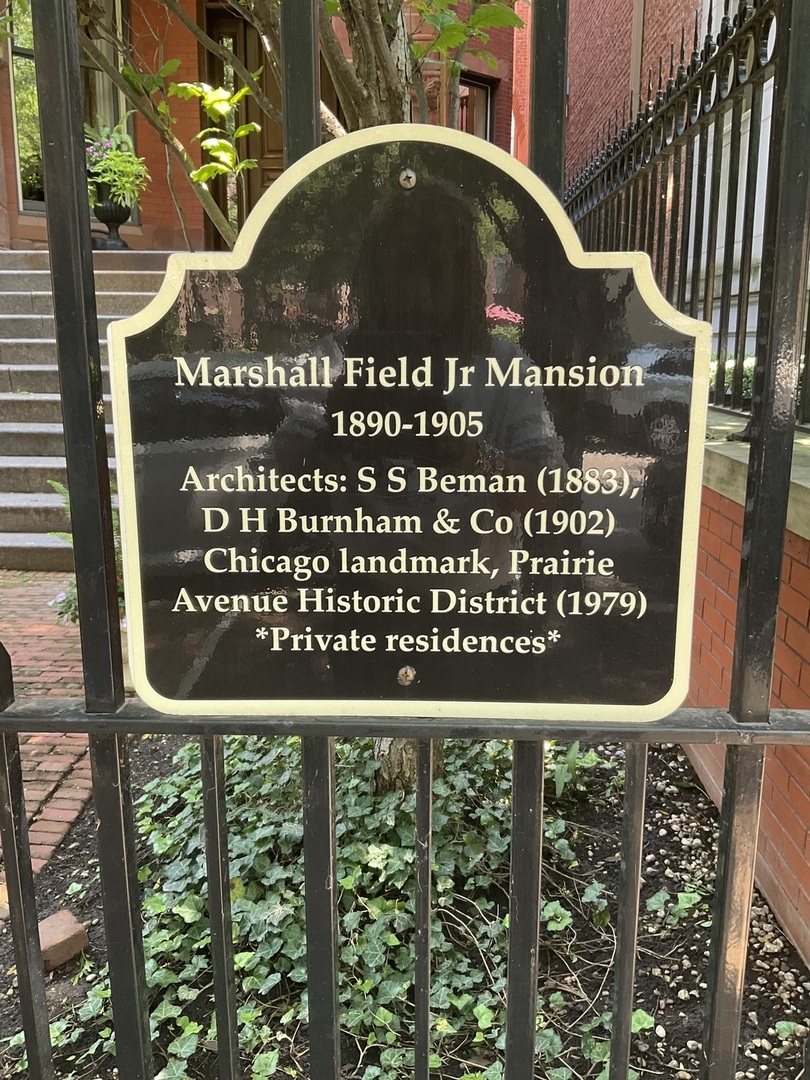 Marshall Field Jr Mansion
1890-1905
Architects: S S Beman (1883),
D H Burnham & Co (1902)
Chicago landmark, Prairie
Avenue Historic District (1979)
*Private residences*